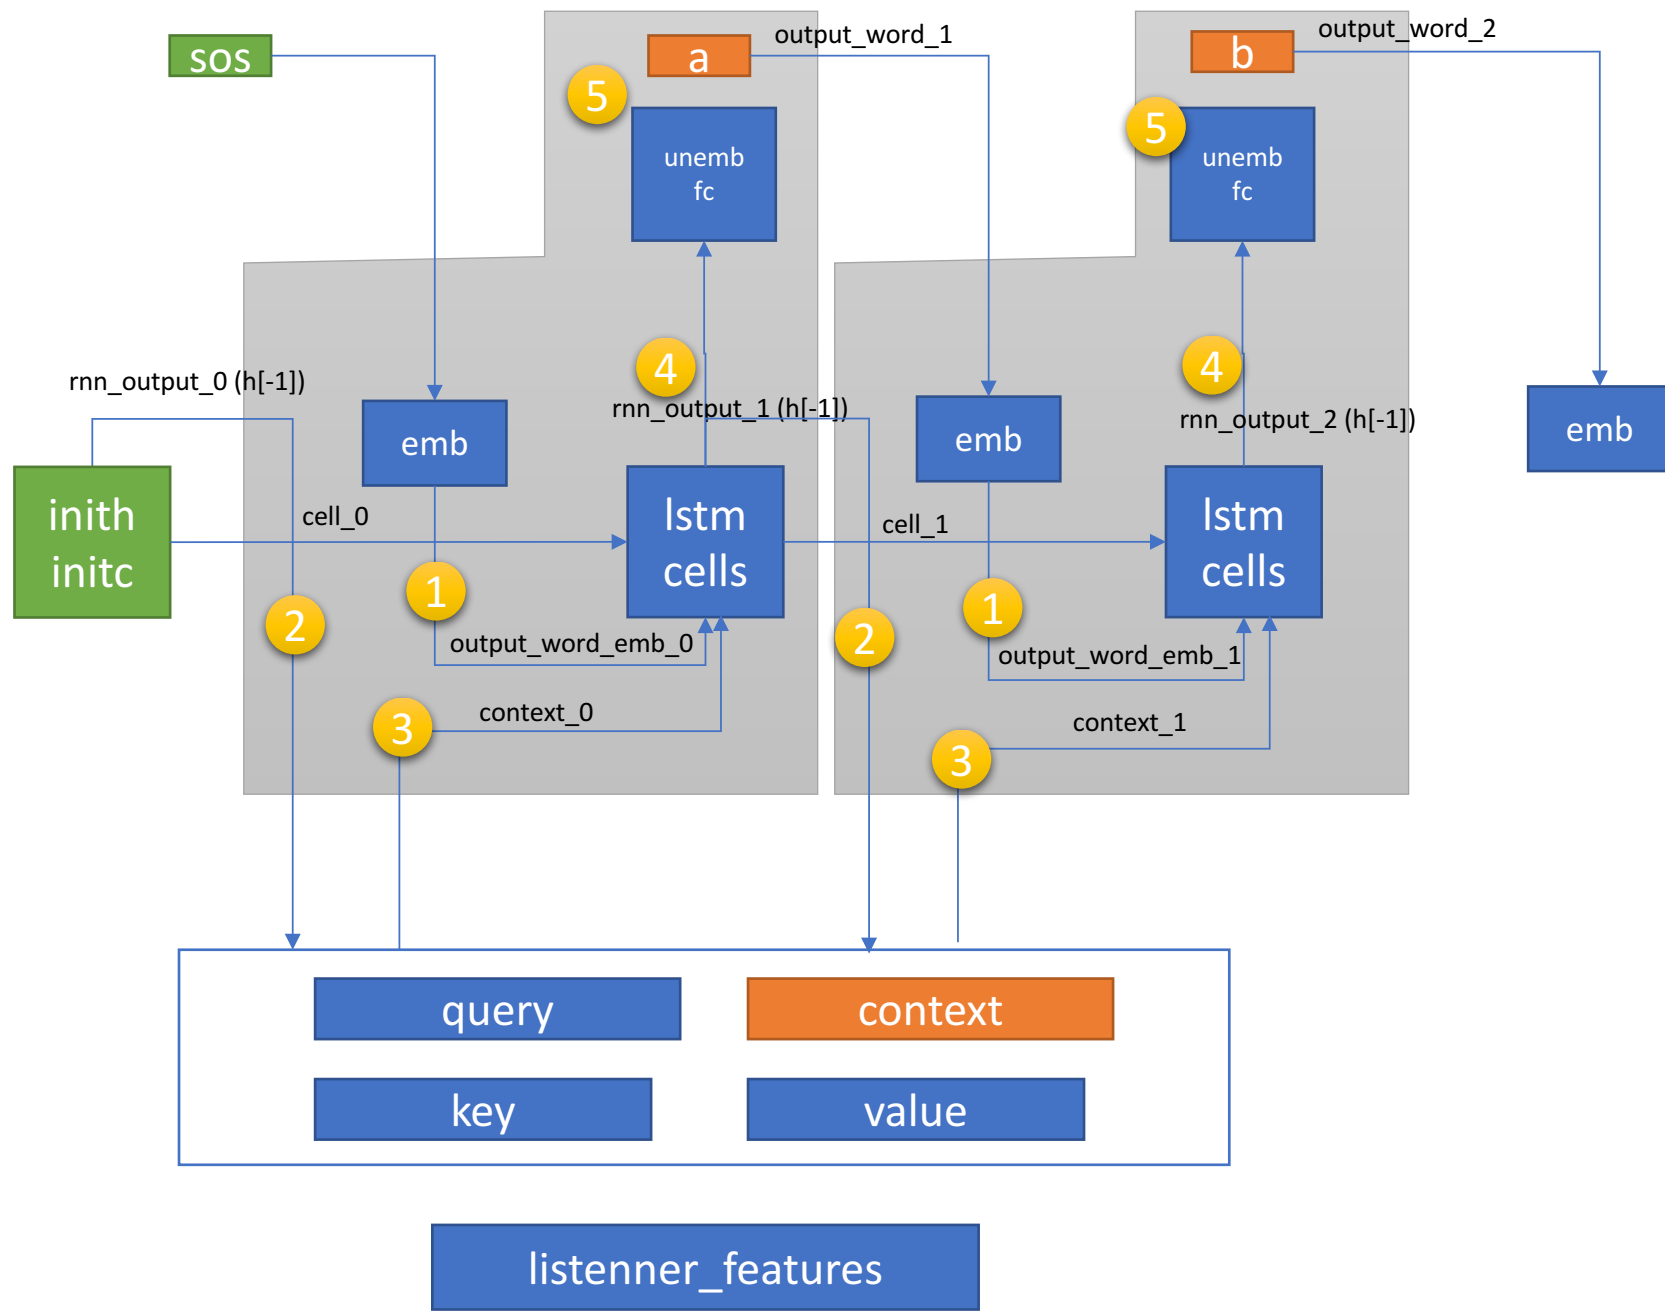 sos
a
output_word_1
b
output_word_2
5
unemb
fc
5
unemb
fc
rnn_output_0 (h[-1])
4
rnn_output_1 (h[-1])
4
rnn_output_2 (h[-1])
emb
emb
emb
inith
initc
cell_0
lstm
cells
cell_1
lstm
cells
2
1
output_word_emb_0
2
1
output_word_emb_1
3
context_0
3
context_1
query
context
key
value
listenner_features